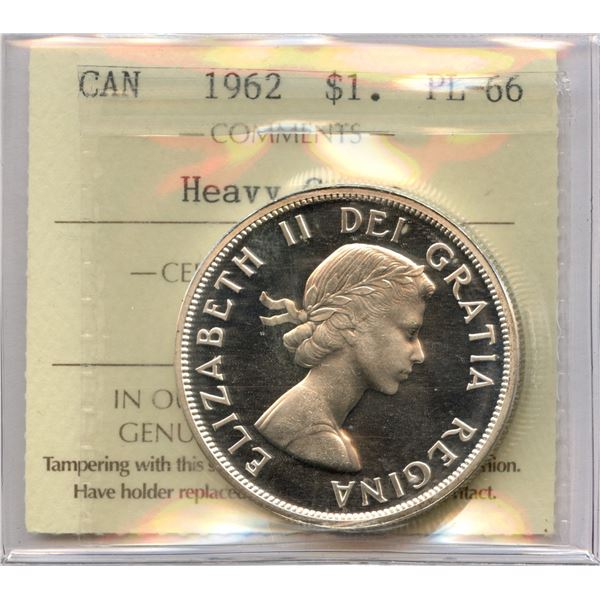 CAN 1962 $1. PL-66
COMMENTS
Heavy
IN
GENU
Tampering with this
Have holder replaced
ELIZABETH II DEI GRATIA REGINA